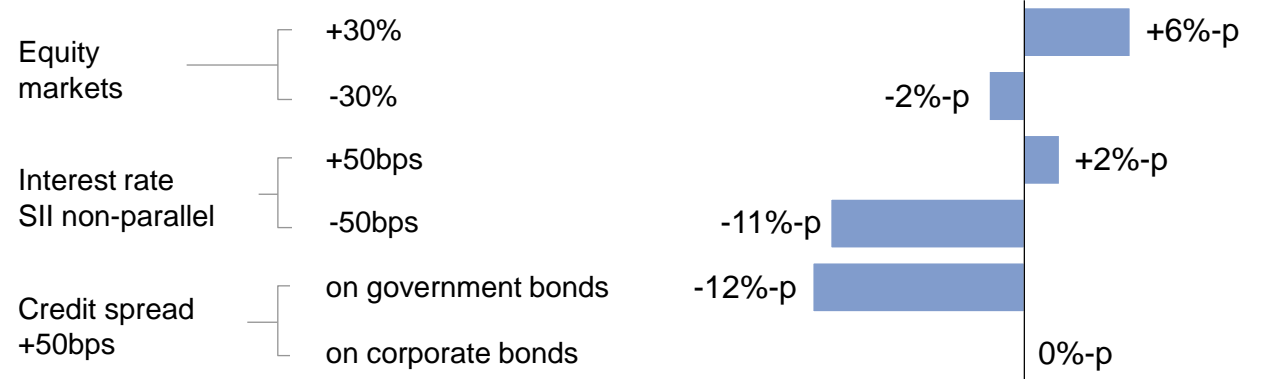 Equity
markets
+30%
+6%-p
-30%
-2%-p
Interest rate
SII non-parallel
+50bps
+2%-p
-50bps
-11%-p
Credit spread
+50bps
on government bonds
-12%-p
on corporate bonds
0%-p